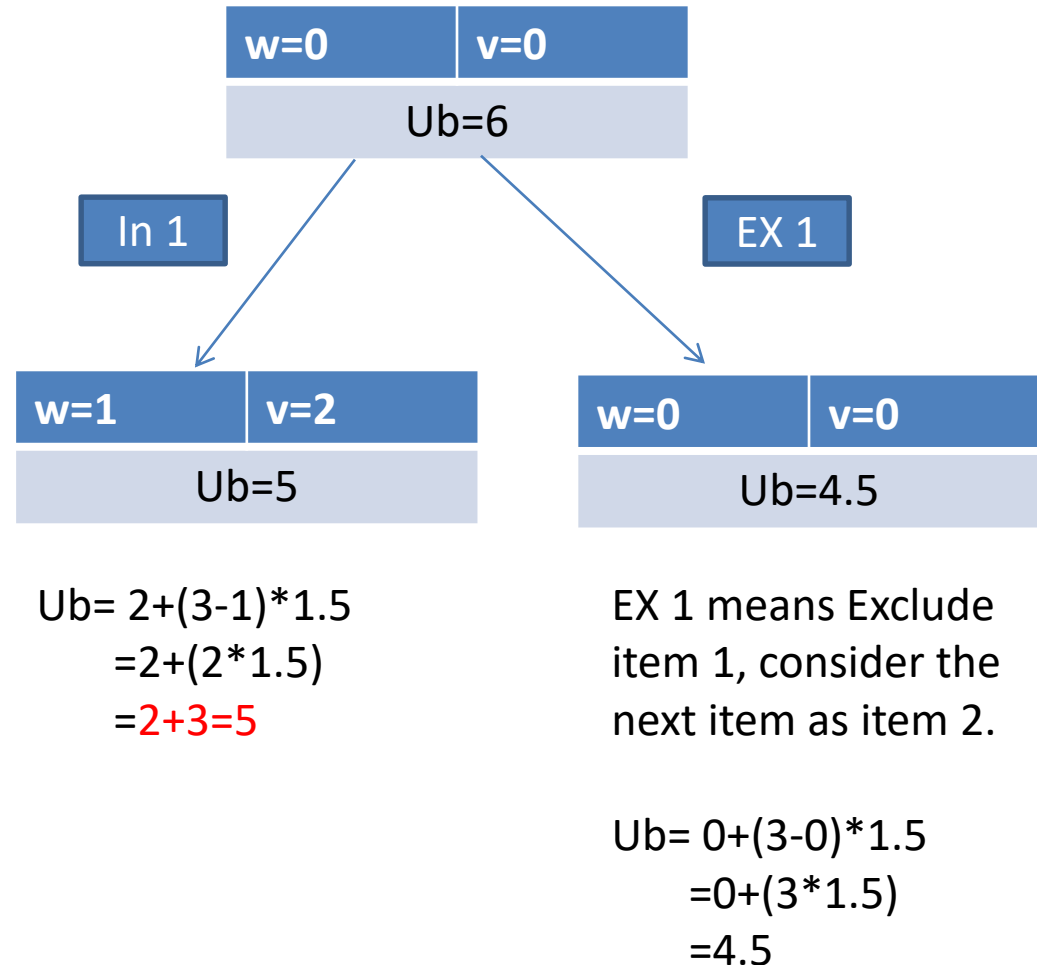 w=0 v=0
Ub=6
In 1
EX 1
w=1 v=2
w=0 v=0
Ub=5
Ub=4.5
Ub= 2+(3-1)*1.5
=2+(2*1.5)
=2+3=5
EX 1 means Exclude
item 1, consider the
next item as item 2.
Ub= 0+(3-0)*1.5
=0+(3*1.5)
=4.5